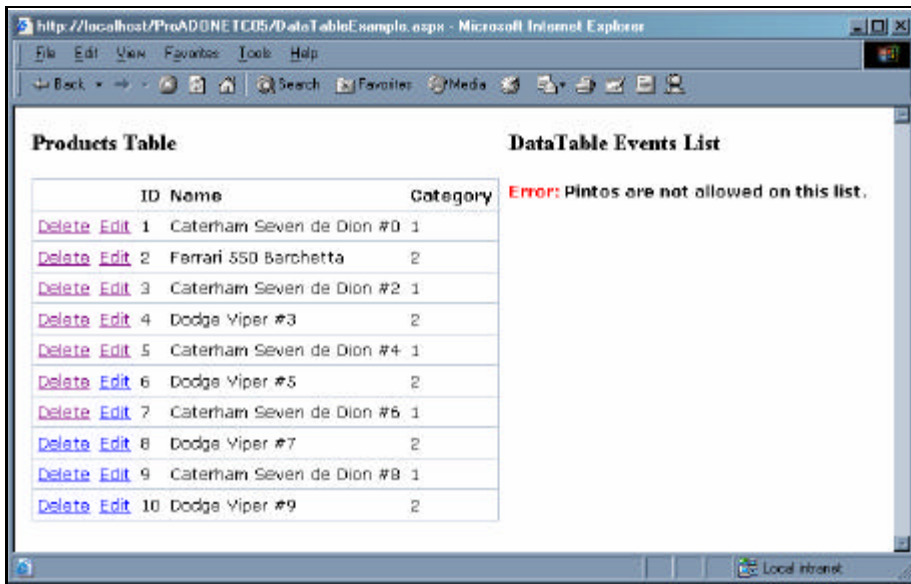 http://localhost/ProADONETC05/DataTableExample.aspx - Microsoft Internet Explorer
File Edit View Favorites Tools Help
Back Search Favorites Media
Products Table
ID Name Category
Delete Edit 1 Caterham Seven de Dion #0 1
Delete Edit 2 Ferrari 550 Barchetta 2
Delete Edit 3 Caterham Seven de Dion #2 1
Delete Edit 4 Dodge Viper #3 2
Delete Edit 5 Caterham Seven de Dion #4 1
Delete Edit 6 Dodge Viper #5 2
Delete Edit 7 Caterham Seven de Dion #6 1
Delete Edit 8 Dodge Viper #7 2
Delete Edit 9 Caterham Seven de Dion #8 1
Delete Edit 10 Dodge Viper #9 2
DataTable Events List
Error: Pintos are not allowed on this list.
Local intranet